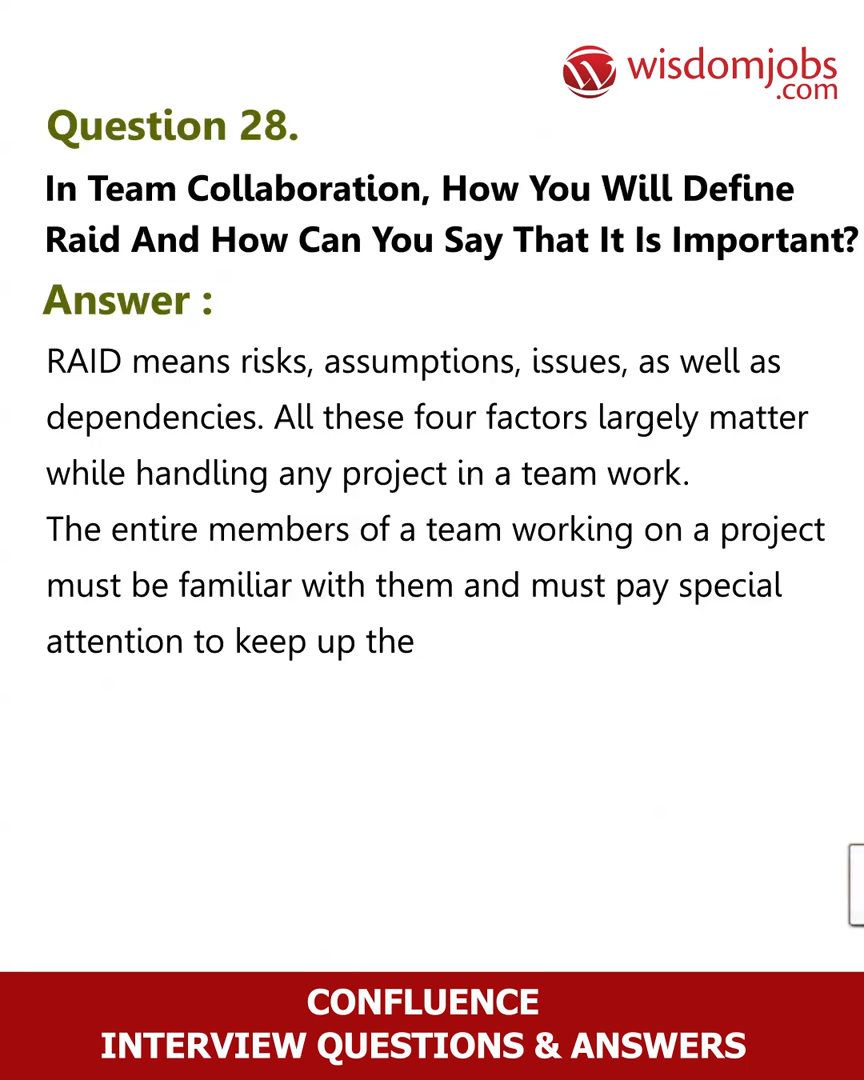 wisdomjobs
.com
Question 28.
In Team Collaboration, How You Will Define
Raid And How Can You Say That It Is Important?
Answer :
RAID means risks, assumptions, issues, as well as
dependencies. All these four factors largely matter
while handling any project in a team work.
The entire members of a team working on a project
must be familiar with them and must pay special
attention to keep up the
CONFLUENCE
INTERVIEW QUESTIONS & ANSWERS